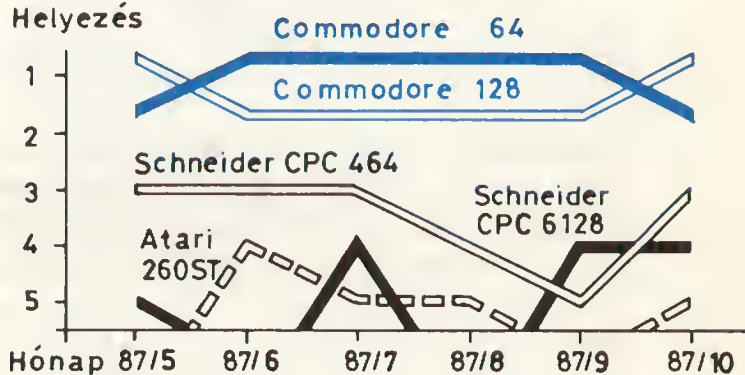 Helyezés
Commodore 64
1
Commodore 128
2
Schneider CPC 464
3
Schneider
CPC 6128
4
Atari
260ST
5
Hónap 87/5 87/6 87/7 87/8 87/9 87/10